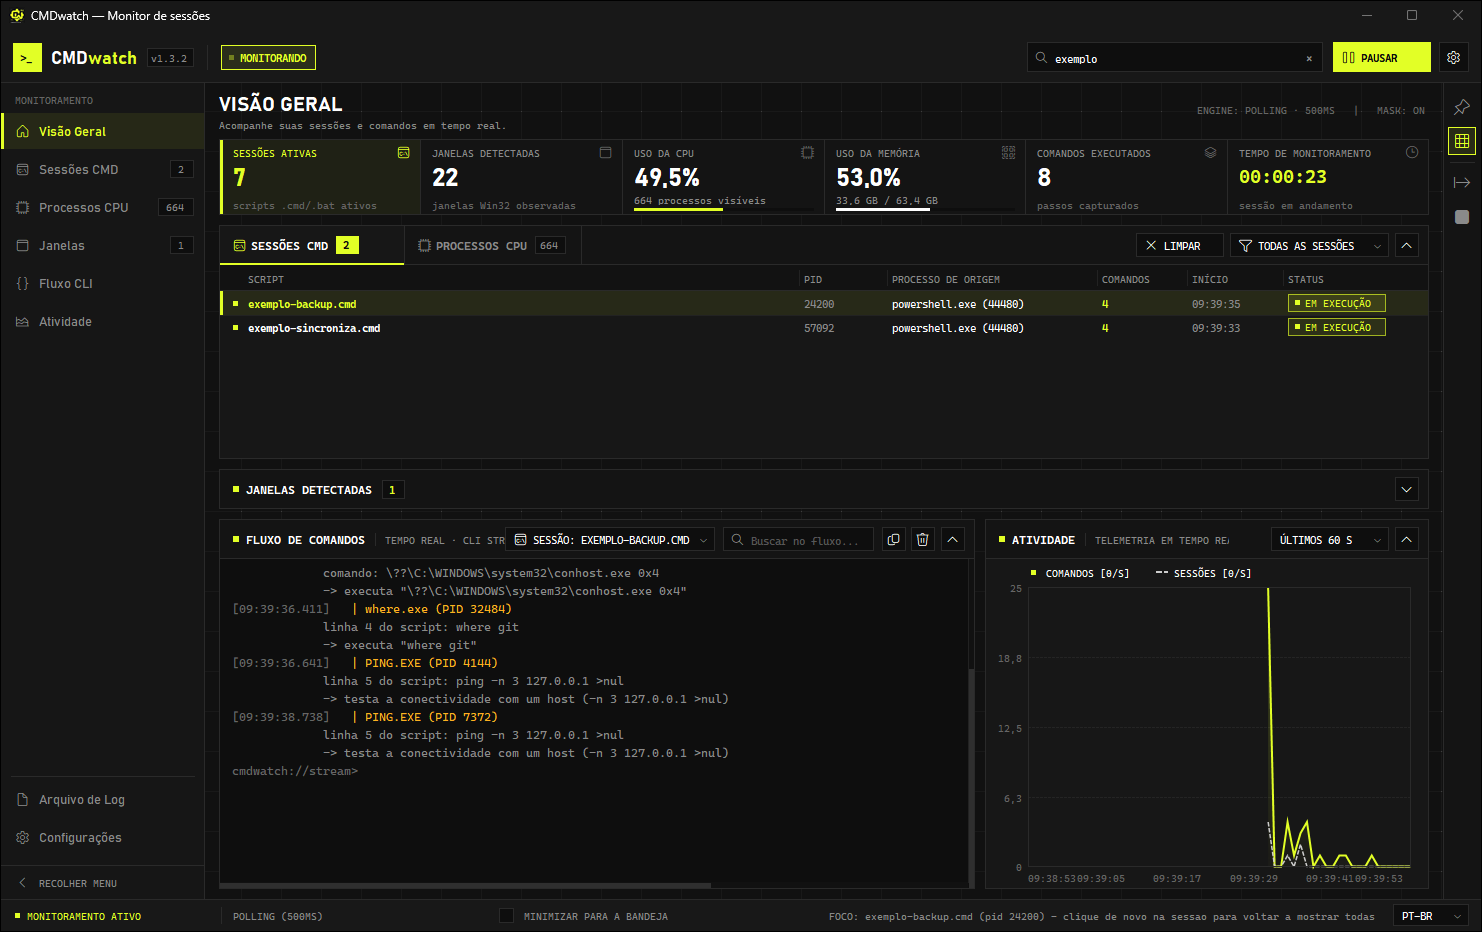 CMDwatch — Monitor de sessões
>_ CMDwatch v1.3.2 MONITORANDO exemplo × PAUSAR
MONITORAMENTO
Visão Geral
Sessões CMD 2
Processos CPU 664
Janelas 1
Fluxo CLI
Atividade
Arquivo de Log
Configurações
RECOLHER MENU
VISÃO GERAL
Acompanhe suas sessões e comandos em tempo real.
ENGINE: POLLING · 500MS | MASK: ON
SESSÕES ATIVAS
7
scripts .cmd/.bat ativos
JANELAS DETECTADAS
22
janelas Win32 observadas
USO DA CPU
49,5%
664 processos visíveis
USO DA MEMÓRIA
53,0%
33,6 GB / 63,4 GB
COMANDOS EXECUTADOS
8
passos capturados
TEMPO DE MONITORAMENTO
00:00:23
sessão em andamento
SESSÕES CMD 2 PROCESSOS CPU 664 LIMPAR TODAS AS SESSÕES
SCRIPT PID PROCESSO DE ORIGEM COMANDOS INÍCIO STATUS
exemplo-backup.cmd 24200 powershell.exe (44480) 4 09:39:35 EM EXECUÇÃO
exemplo-sincroniza.cmd 57092 powershell.exe (44480) 4 09:39:33 EM EXECUÇÃO
JANELAS DETECTADAS 1
FLUXO DE COMANDOS TEMPO REAL · CLI STR SESSÃO: EXEMPLO-BACKUP.CMD Buscar no fluxo...
comando: \??\C:\WINDOWS\system32\conhost.exe 0x4
-> executa "\??\C:\WINDOWS\system32\conhost.exe 0x4"
[09:39:36.411] | where.exe (PID 32484)
linha 4 do script: where git
-> executa "where git"
[09:39:36.641] | PING.EXE (PID 4144)
linha 5 do script: ping -n 3 127.0.0.1 >nul
-> testa a conectividade com um host (-n 3 127.0.0.1 >nul)
[09:39:38.738] | PING.EXE (PID 7372)
linha 5 do script: ping -n 3 127.0.0.1 >nul
-> testa a conectividade com um host (-n 3 127.0.0.1 >nul)
cmdwatch://stream>
ATIVIDADE TELEMETRIA EM TEMPO REA ÚLTIMOS 60 S
COMANDOS [0/S] SESSÕES [0/S]
25
18,8
12,5
6,3
0
09:38:53 09:39:05 09:39:17 09:39:29 09:39:41 09:39:53
MONITORAMENTO ATIVO POLLING (500MS) MINIMIZAR PARA A BANDEJA FOCO: exemplo-backup.cmd (pid 24200) - clique de novo na sessao para voltar a mostrar todas PT-BR